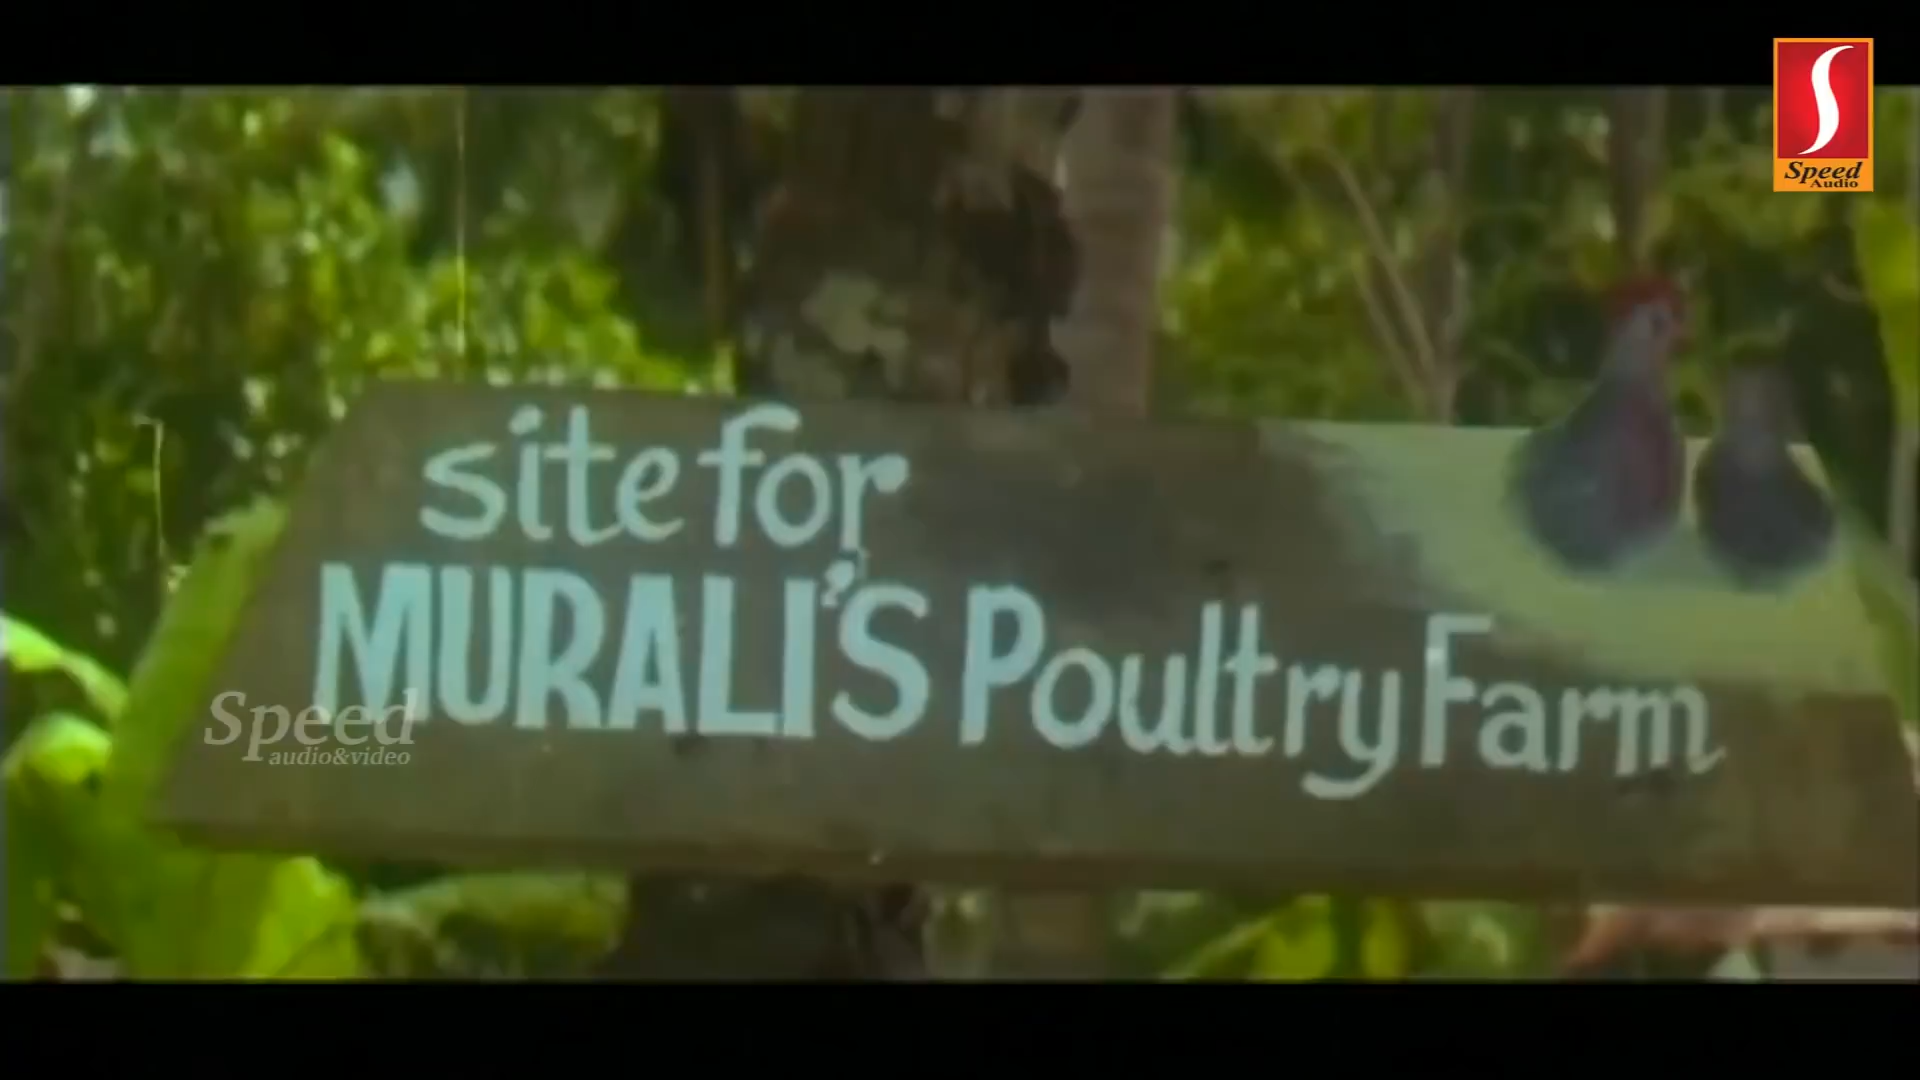 Speed
Audio
site for
MURALI'S Poultry Farm
Speed
audio&video